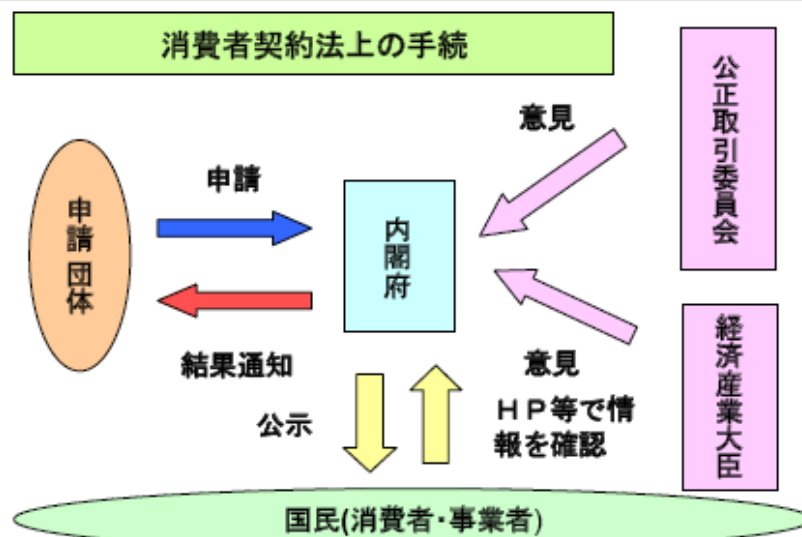 消費者契約法上の手続
公正取引委員会
意見
申請
申請団体
内閣府
結果通知
意見
経済産業大臣
公示
ＨＰ等で情
報を確認
国民(消費者・事業者)